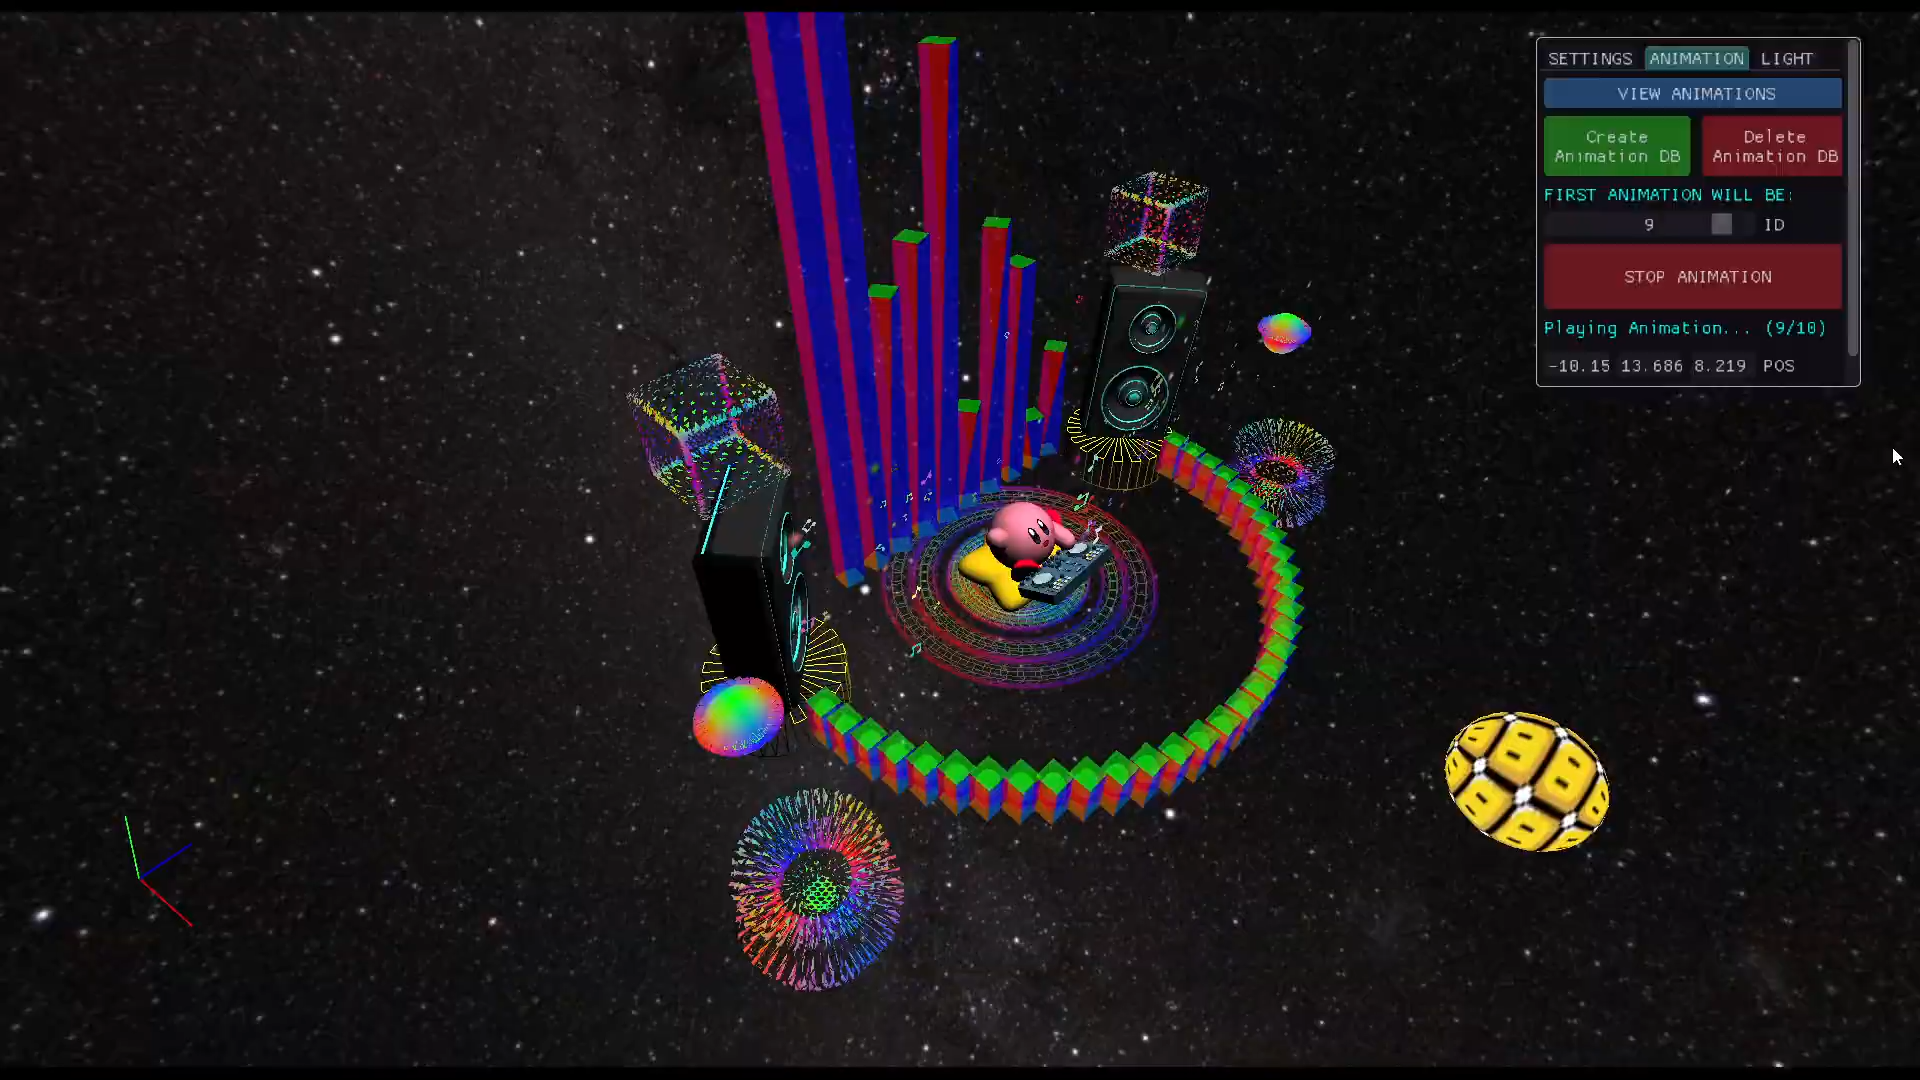 SETTINGS ANIMATION LIGHT
VIEW ANIMATIONS
Create
Animation DB
Delete
Animation DB
FIRST ANIMATION WILL BE:
9 ID
STOP ANIMATION
Playing Animation... (9/10)
-10.15 13.686 8.219 POS